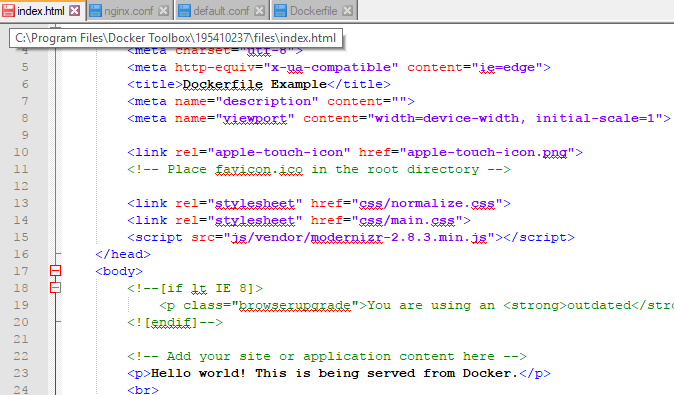 index.html nginx.conf default.conf Dockerfile
C:\Program Files\Docker Toolbox\195410237\files\index.html
4 <meta charset="utf-8">
5 <meta http-equiv="x-ua-compatible" content="ie=edge">
6 <title>Dockerfile Example</title>
7 <meta name="description" content="">
8 <meta name="viewport" content="width=device-width, initial-scale=1">
9
10 <link rel="apple-touch-icon" href="apple-touch-icon.png">
11 <!-- Place favicon.ico in the root directory -->
12
13 <link rel="stylesheet" href="css/normalize.css">
14 <link rel="stylesheet" href="css/main.css">
15 <script src="js/vendor/modernizr-2.8.3.min.js"></script>
16 </head>
17 <body>
18 <!--[if lt IE 8]>
19 <p class="browserupgrade">You are using an <strong>outdated</stro
20 <![endif]-->
21
22 <!-- Add your site or application content here -->
23 <p>Hello world! This is being served from Docker.</p>
24 <br>